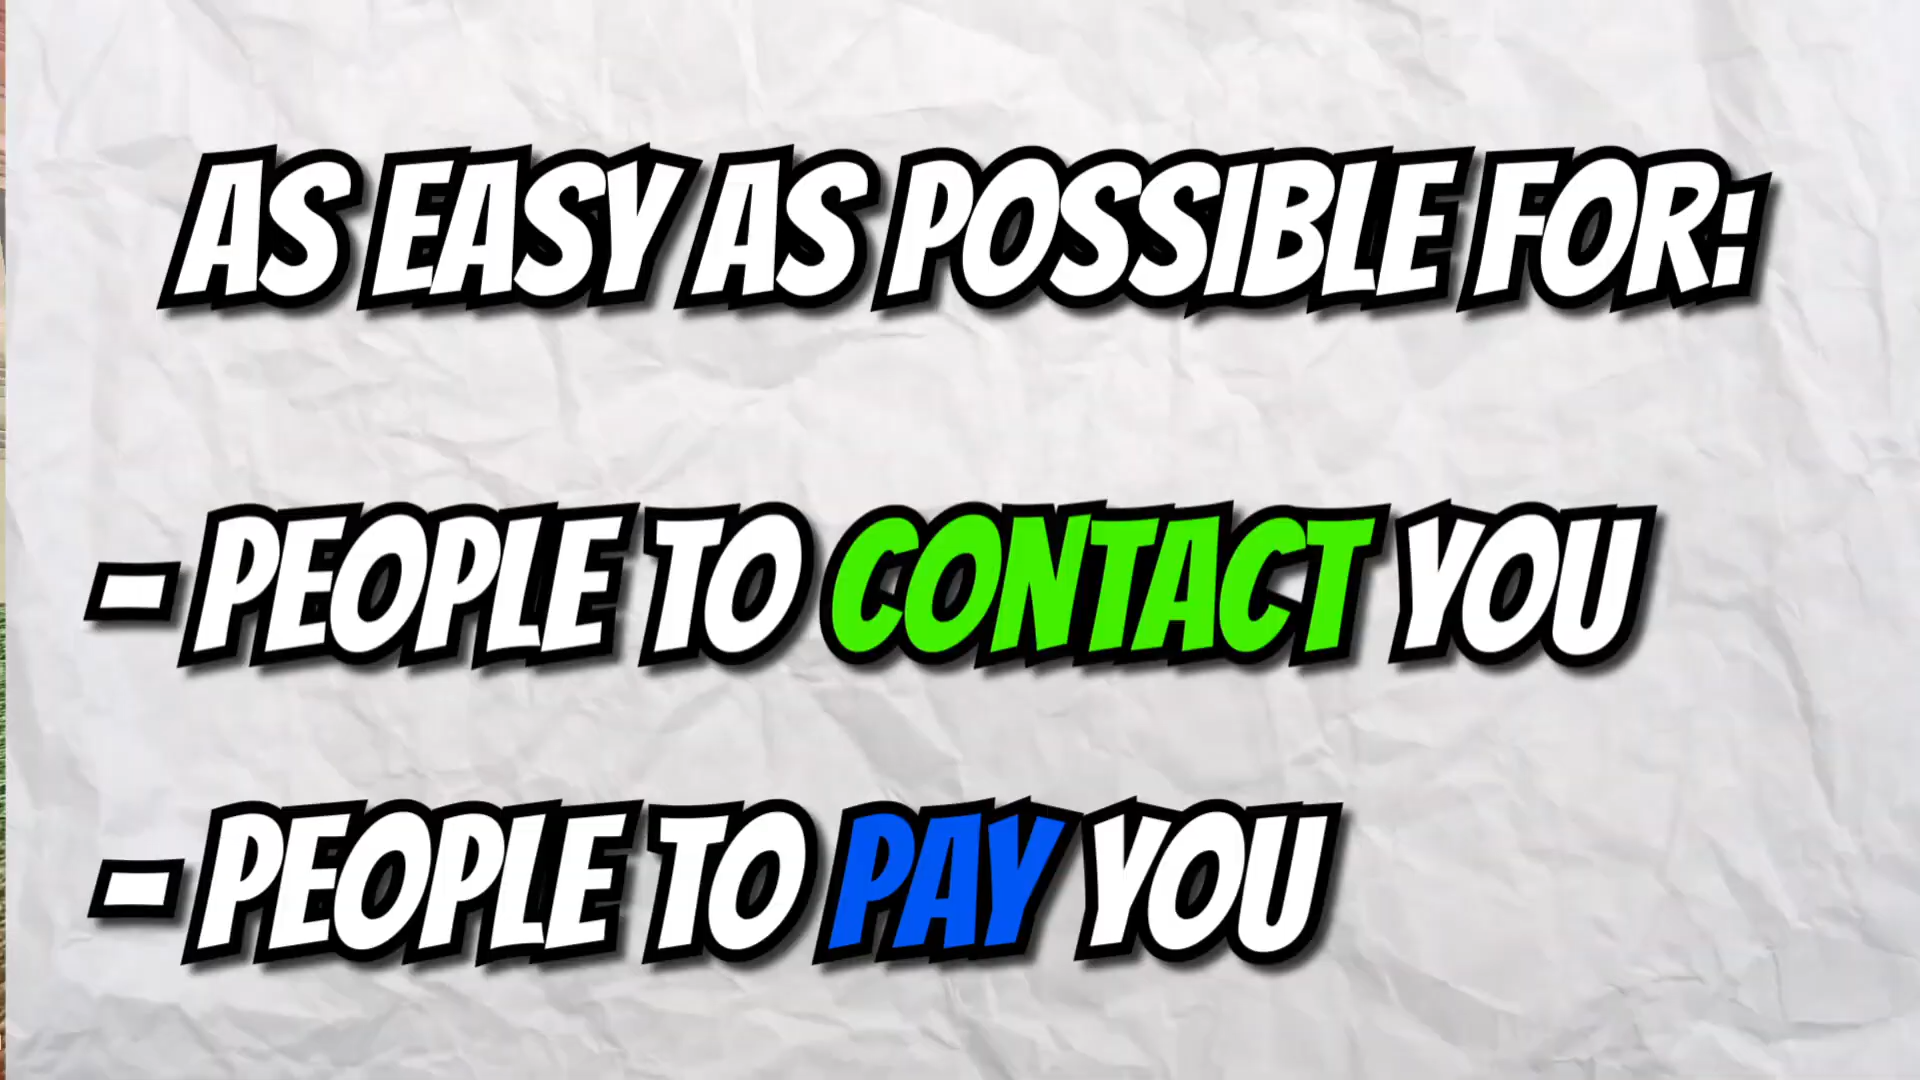 AS EASY AS POSSIBLE FOR:
- PEOPLE TO CONTACT YOU
- PEOPLE TO PAY YOU